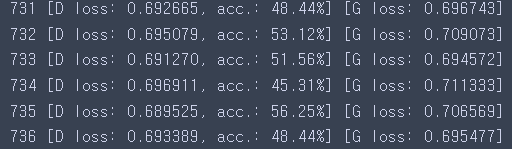 731 [D loss: 0.692665, acc.: 48.44%] [G loss: 0.696743]
732 [D loss: 0.695079, acc.: 53.12%] [G loss: 0.709073]
733 [D loss: 0.691270, acc.: 51.56%] [G loss: 0.694572]
734 [D loss: 0.696911, acc.: 45.31%] [G loss: 0.711333]
735 [D loss: 0.689525, acc.: 56.25%] [G loss: 0.706569]
736 [D loss: 0.693389, acc.: 48.44%] [G loss: 0.695477]